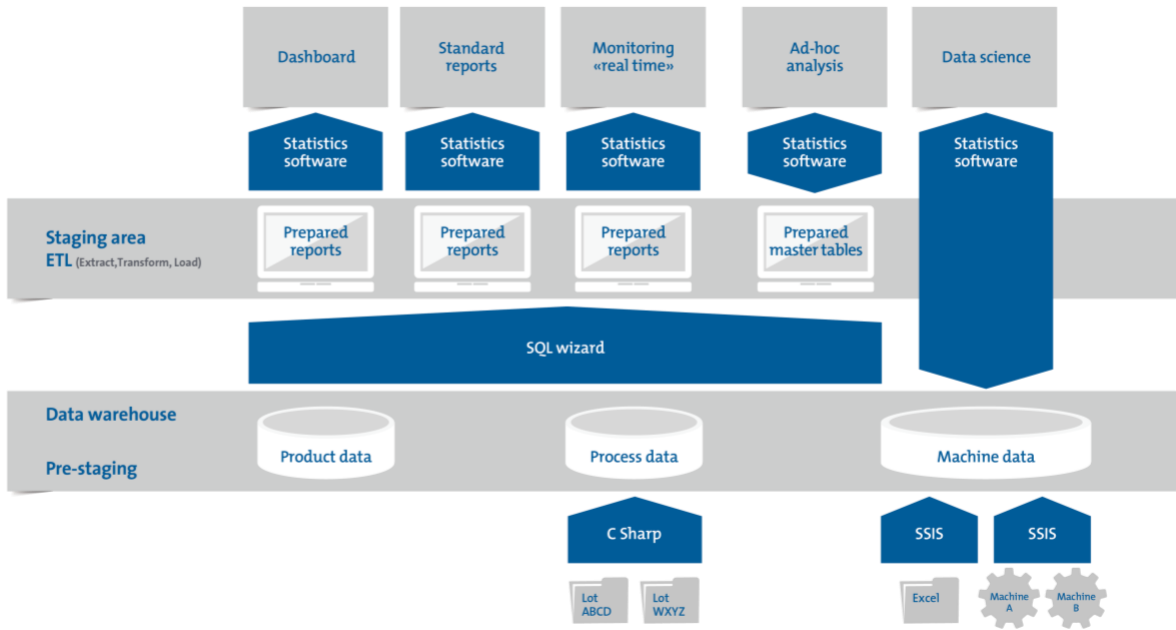 Dashboard
Standard
reports
Monitoring
«real time»
Ad-hoc
analysis
Data science
Statistics
software
Statistics
software
Statistics
software
Statistics
software
Statistics
software
Staging area
ETL (Extract,Transform, Load)
Prepared
reports
Prepared
reports
Prepared
reports
Prepared
master tables
SQL wizard
Data warehouse
Pre-staging
Product data
Process data
Machine data
C Sharp
SSIS
SSIS
Lot
ABCD
Lot
WXYZ
Excel
Machine
A
Machine
B